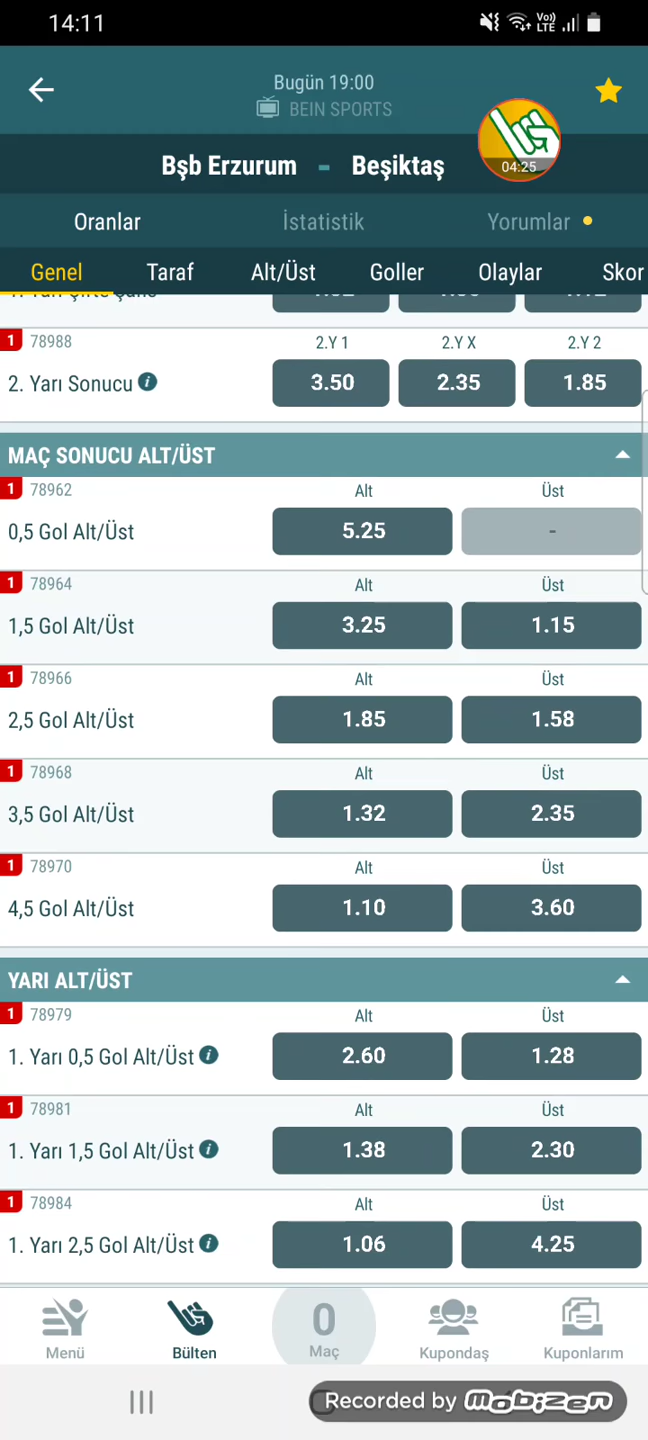 14:11
Vo))
LTE
Bugün 19:00
BEIN SPORTS
Bşb Erzurum - Beşiktaş
04:25
Oranlar İstatistik Yorumlar
Genel Taraf Alt/Üst Goller Olaylar Skor
1 78988 2.Y 1 2.Y X 2.Y 2
2. Yarı Sonucu i 3.50 2.35 1.85
MAÇ SONUCU ALT/ÜST
1 78962 Alt Üst
0,5 Gol Alt/Üst 5.25 -
1 78964 Alt Üst
1,5 Gol Alt/Üst 3.25 1.15
1 78966 Alt Üst
2,5 Gol Alt/Üst 1.85 1.58
1 78968 Alt Üst
3,5 Gol Alt/Üst 1.32 2.35
1 78970 Alt Üst
4,5 Gol Alt/Üst 1.10 3.60
YARI ALT/ÜST
1 78979 Alt Üst
1. Yarı 0,5 Gol Alt/Üst i 2.60 1.28
1 78981 Alt Üst
1. Yarı 1,5 Gol Alt/Üst i 1.38 2.30
1 78984 Alt Üst
1. Yarı 2,5 Gol Alt/Üst i 1.06 4.25
0
Menü Bülten Maç Kupondaş Kuponlarım
Recorded by mobizen